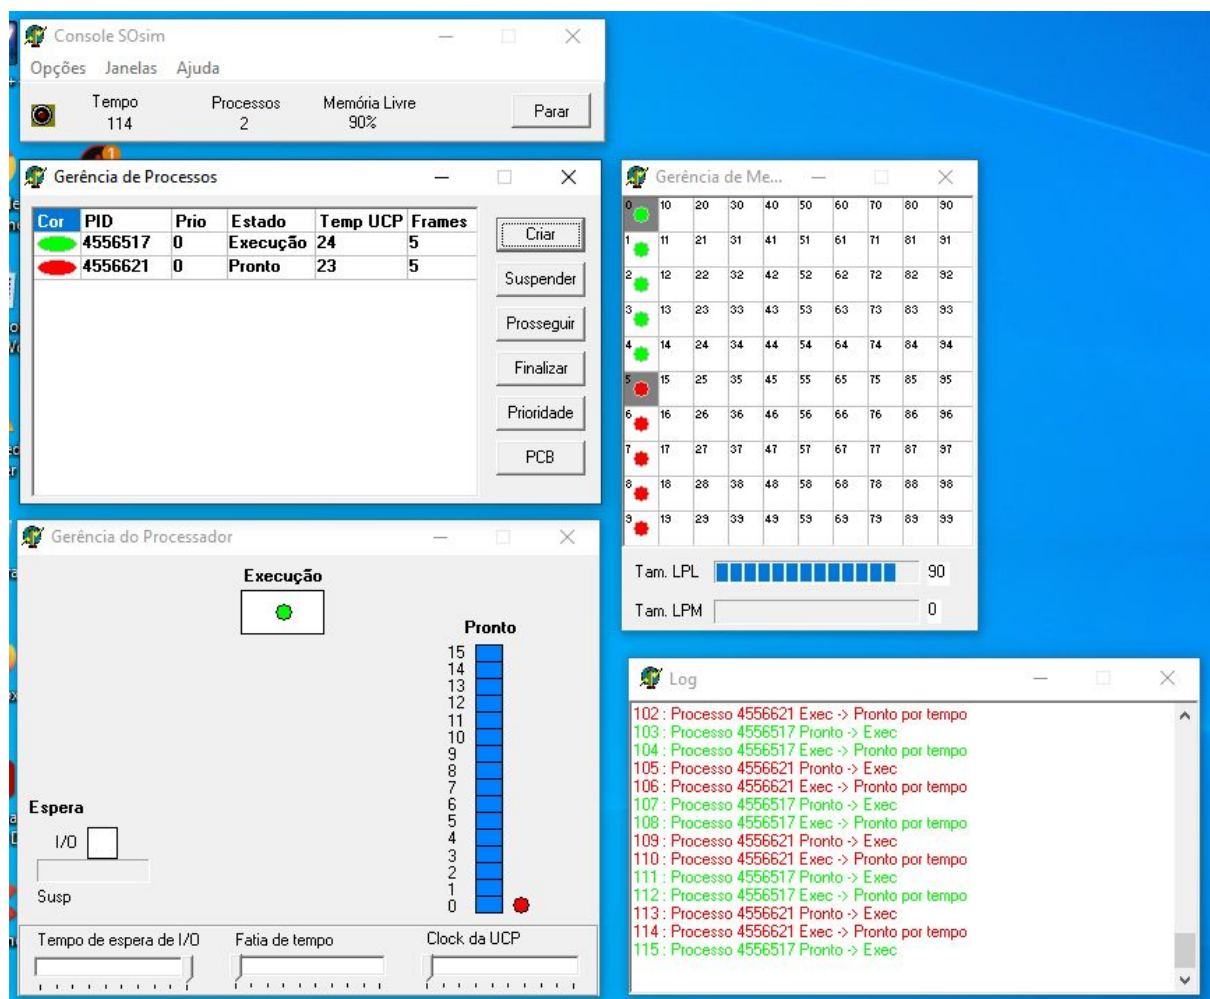 Console SOsim
Opções Janelas Ajuda
Tempo Processos Memória Livre
114 2 90% Parar
1
Gerência de Processos
Cor PID Prio Estado Temp UCP Frames
4556517 0 Execução 24 5
4556621 0 Pronto 23 5
Criar
Suspender
Prosseguir
Finalizar
Prioridade
PCB
Gerência de Me...
0 10 20 30 40 50 60 70 80 90
1 11 21 31 41 51 61 71 81 91
2 12 22 32 42 52 62 72 82 92
3 13 23 33 43 53 63 73 83 93
4 14 24 34 44 54 64 74 84 94
5 15 25 35 45 55 65 75 85 95
6 16 26 36 46 56 66 76 86 96
7 17 27 37 47 57 67 77 87 97
8 18 28 38 48 58 68 78 88 98
9 19 29 39 49 59 69 79 89 99
Tam. LPL 90
Tam. LPM 0
Gerência do Processador
Execução
Pronto
15
14
13
12
11
10
9
8
7
6
5
4
3
2
1
0
Espera
I/O
Susp
Tempo de espera de I/O Fatia de tempo Clock da UCP
Log
102 : Processo 4556621 Exec -> Pronto por tempo
103 : Processo 4556517 Pronto -> Exec
104 : Processo 4556517 Exec -> Pronto por tempo
105 : Processo 4556621 Pronto -> Exec
106 : Processo 4556621 Exec -> Pronto por tempo
107 : Processo 4556517 Pronto -> Exec
108 : Processo 4556517 Exec -> Pronto por tempo
109 : Processo 4556621 Pronto -> Exec
110 : Processo 4556621 Exec -> Pronto por tempo
111 : Processo 4556517 Pronto -> Exec
112 : Processo 4556517 Exec -> Pronto por tempo
113 : Processo 4556621 Pronto -> Exec
114 : Processo 4556621 Exec -> Pronto por tempo
115 : Processo 4556517 Pronto -> Exec